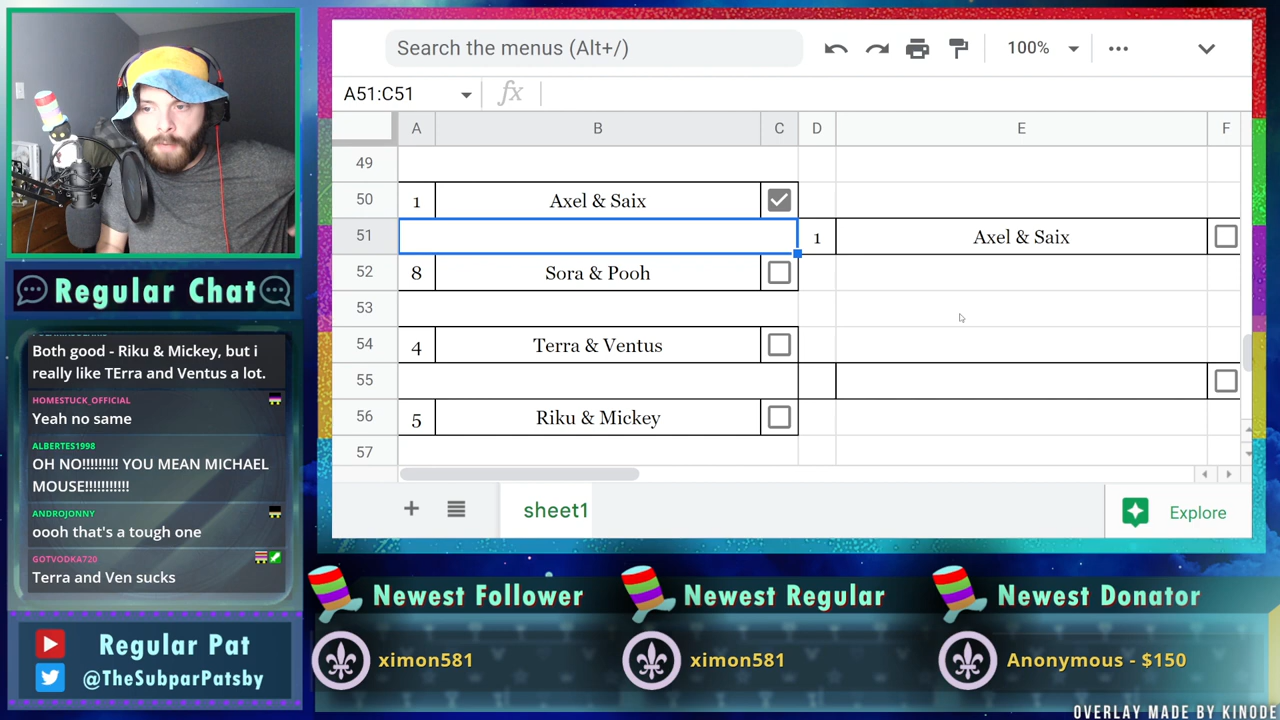 Search the menus (Alt+/)
100%
A51:C51
fx
A B C D E F
49
50 1 Axel & Saix
51 1 Axel & Saix
52 8 Sora & Pooh
53
54 4 Terra & Ventus
55
56 5 Riku & Mickey
57
sheet1
Explore
Regular Chat
Both good - Riku & Mickey, but i
really like TErra and Ventus a lot.
HOMESTUCK_OFFICIAL
Yeah no same
ALBERTES1998
OH NO!!!!!!!!! YOU MEAN MICHAEL
MOUSE!!!!!!!!!!!
ANDROJONNY
oooh that's a tough one
GOTVODKA720
Terra and Ven sucks
Regular Pat
@TheSubparPatsby
Newest Follower
ximon581
Newest Regular
ximon581
Newest Donator
Anonymous - $150
OVERLAY MADE BY KINODE